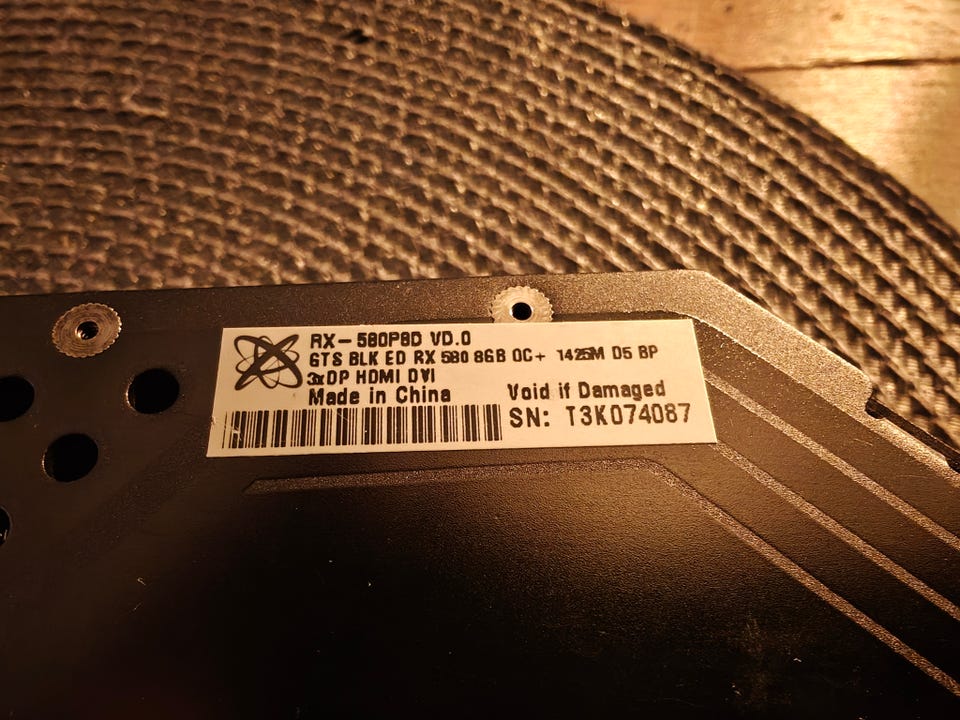 RX-580P8D VD.0
GTS BLK ED RX 580 8GB OC+ 1425M D5 BP
3xDP HDMI DVI
Made in China
Void if Damaged
SN: T3K074087